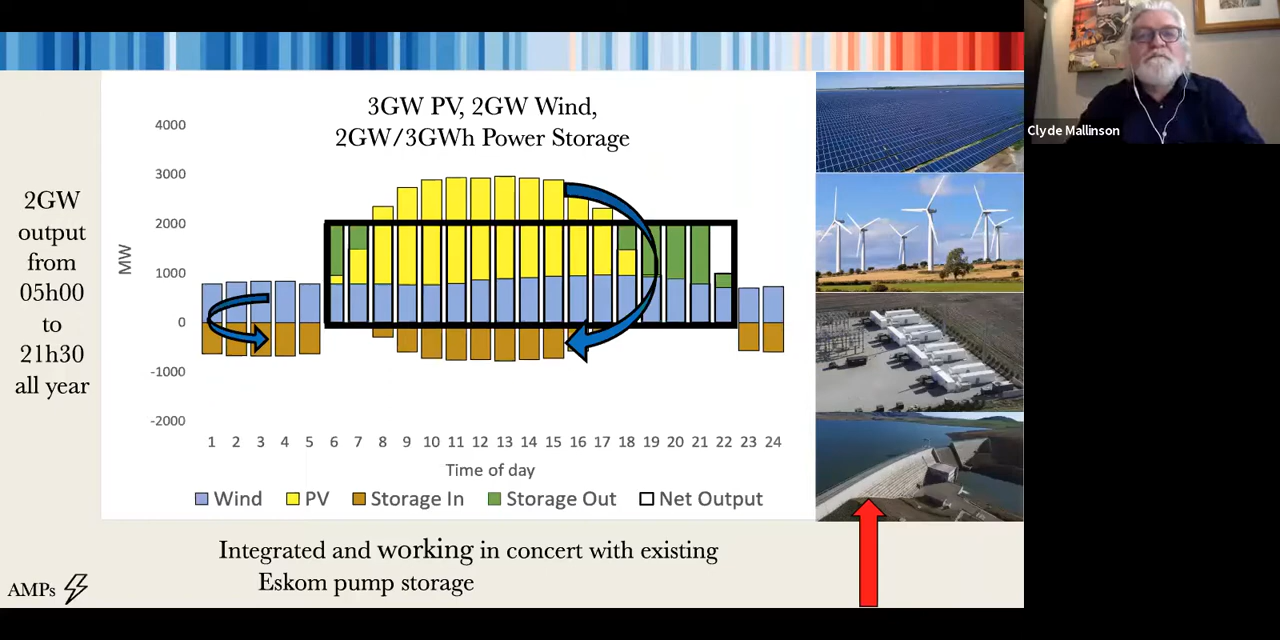 3GW PV, 2GW Wind,
2GW/3GWh Power Storage
2GW
output
from
05h00
to
21h30
all year
MW
4000
3000
2000
1000
0
-1000
-2000
1 2 3 4 5 6 7 8 9 10 11 12 13 14 15 16 17 18 19 20 21 22 23 24
Time of day
Wind PV Storage In Storage Out Net Output
Integrated and working in concert with existing
Eskom pump storage
AMPs
Clyde Mallinson